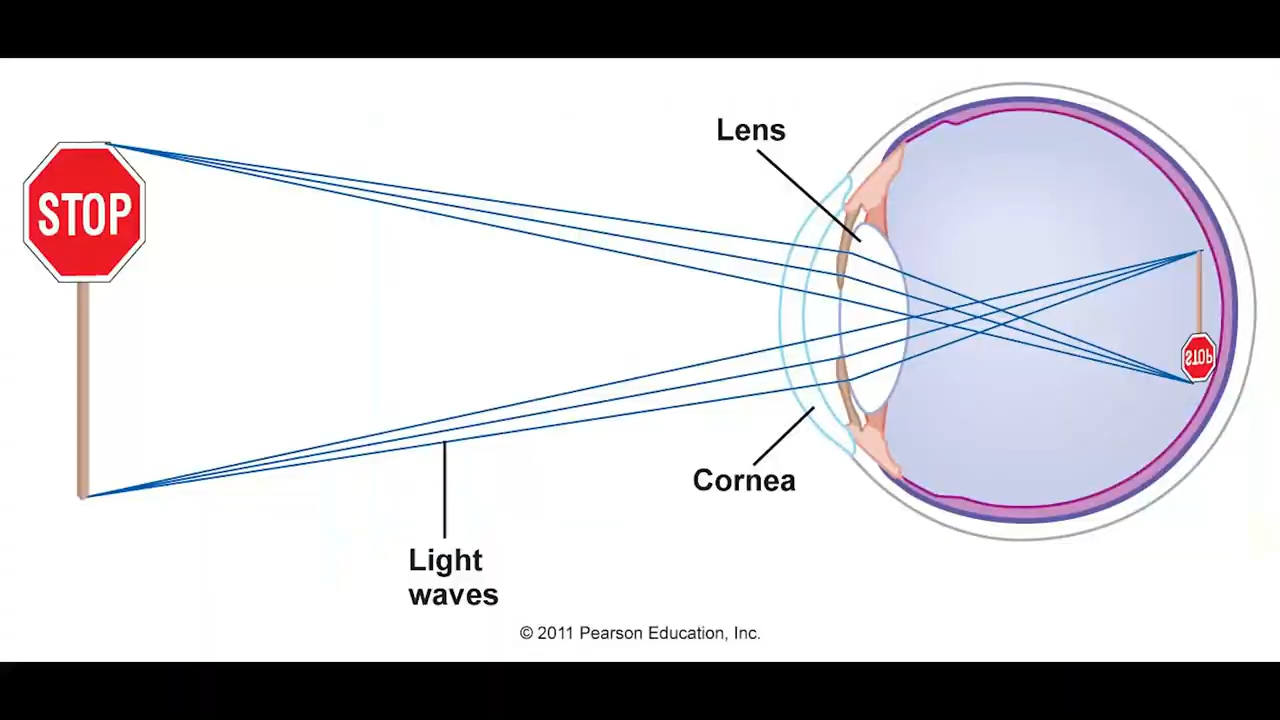 STOP
Lens
STOP
Cornea
Light
waves
© 2011 Pearson Education, Inc.